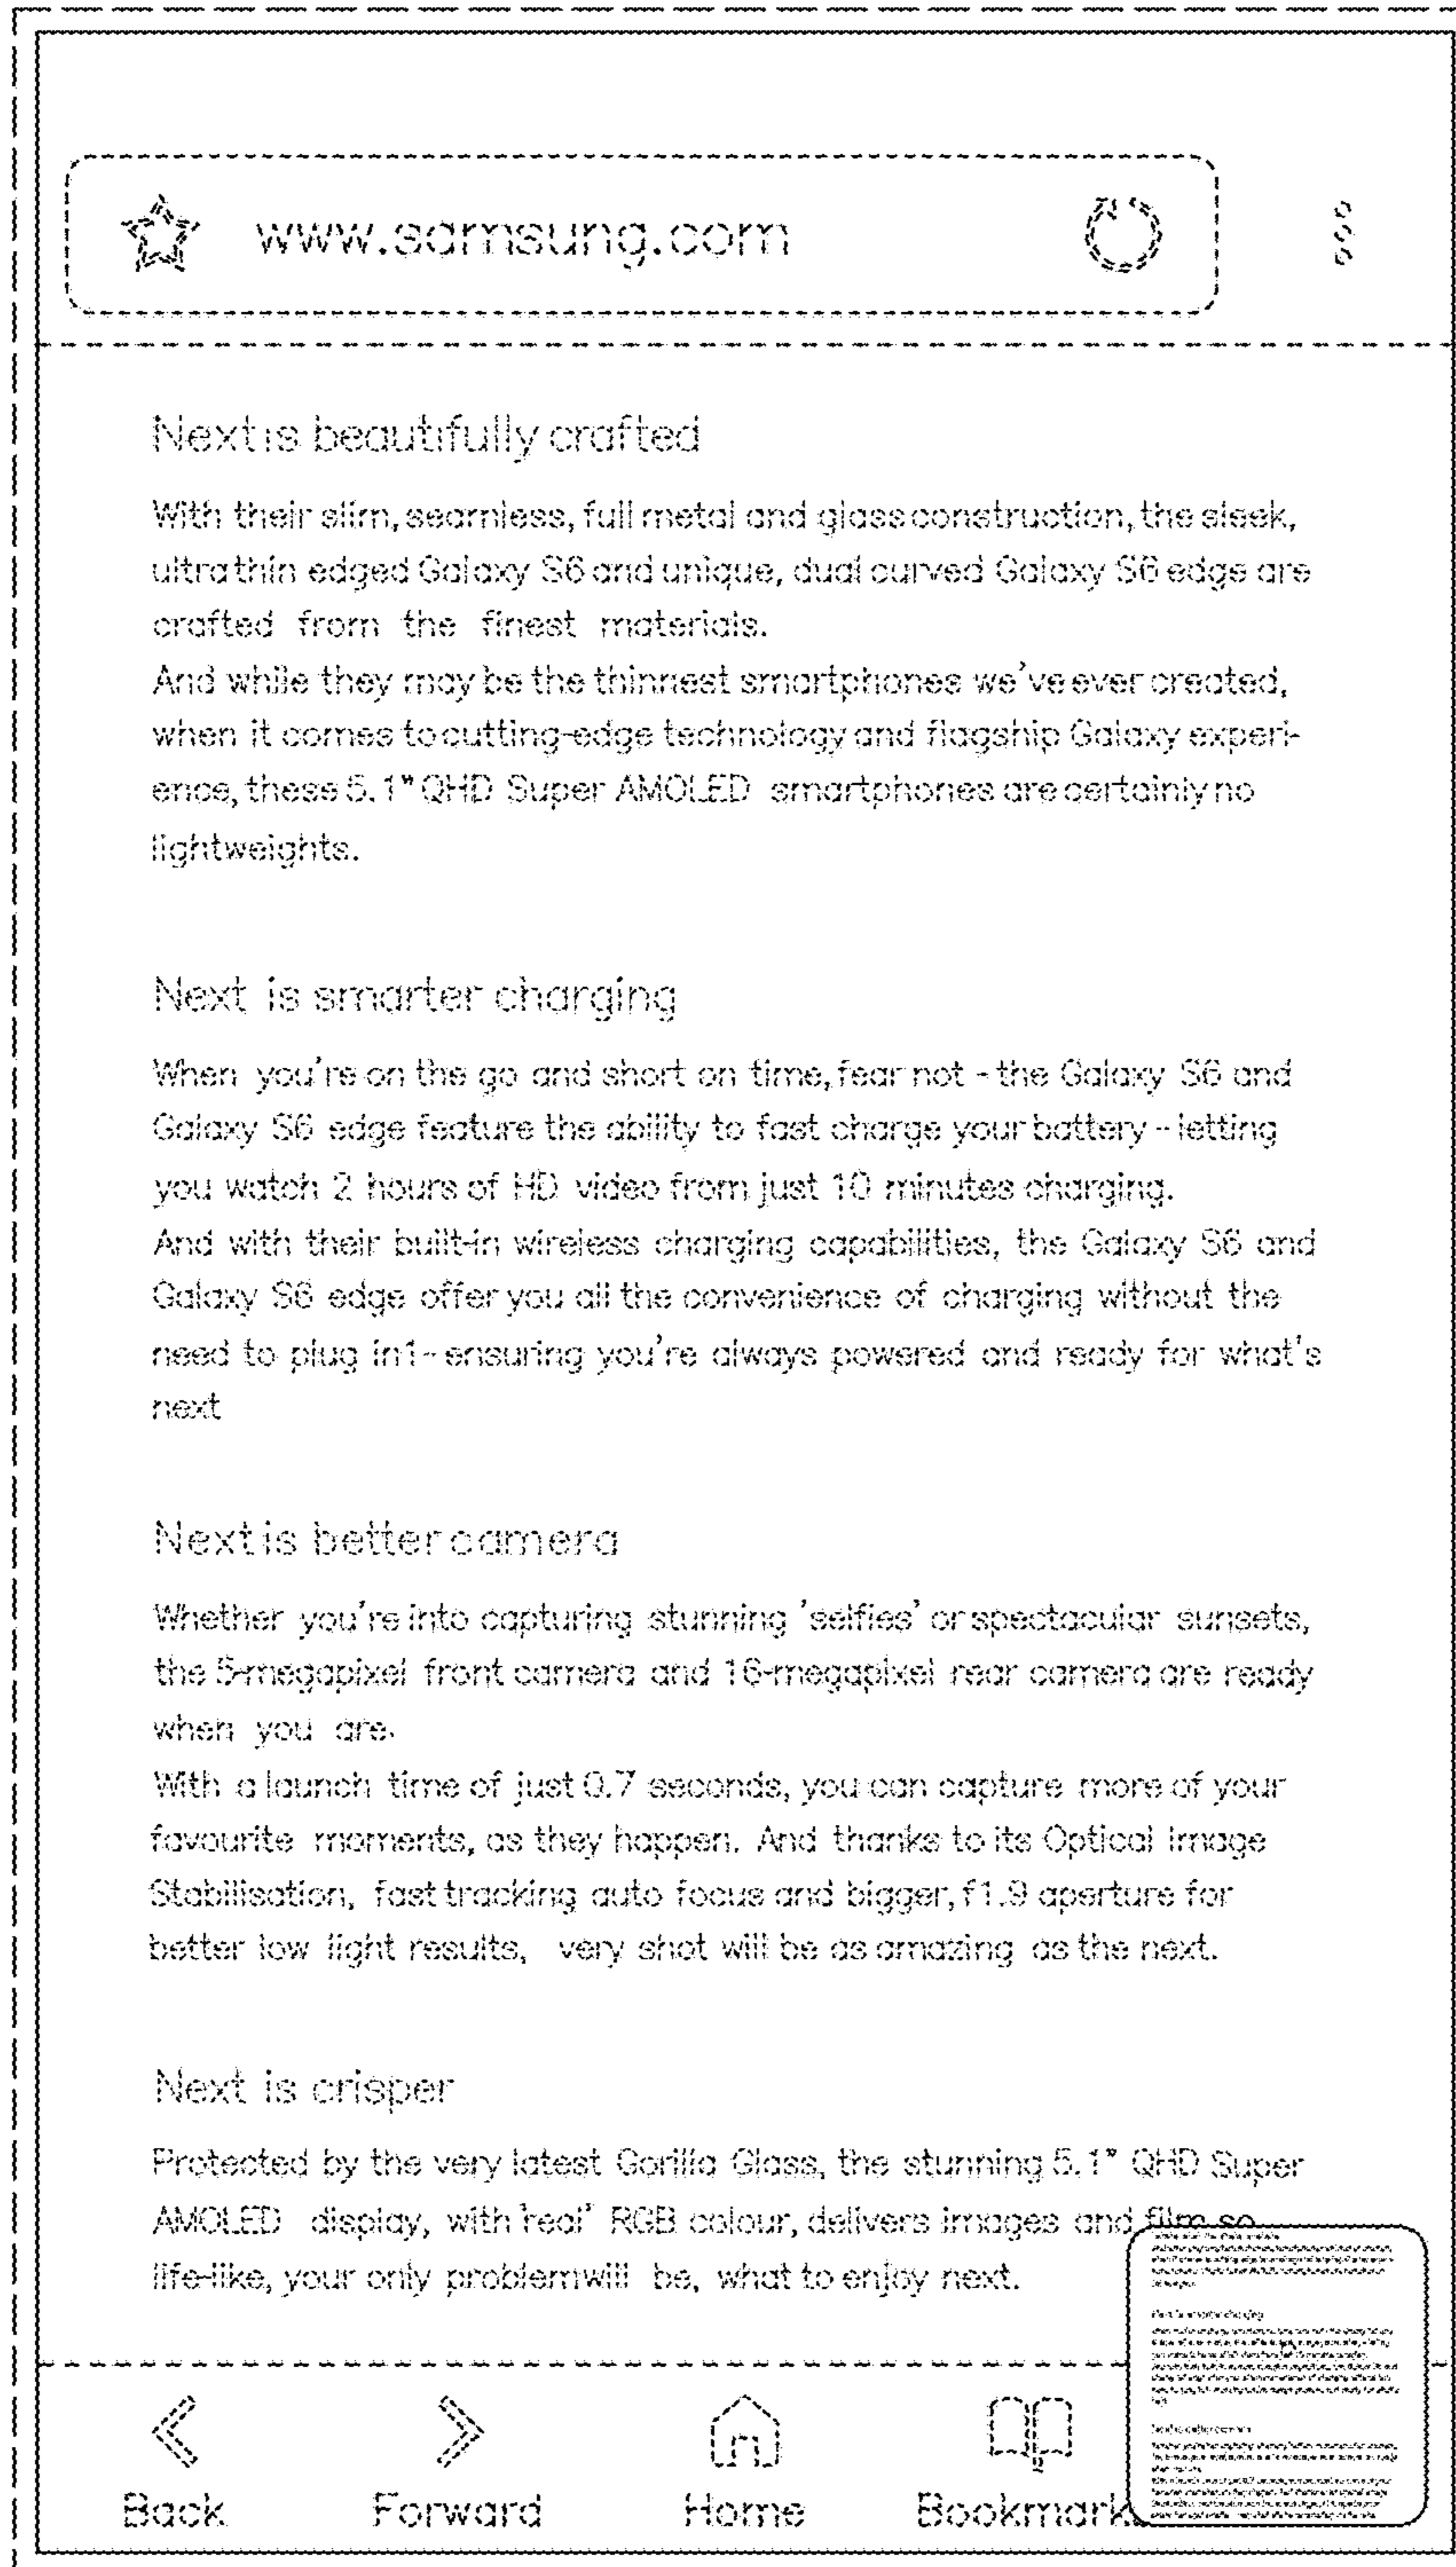 www.samsung.com
Next is beautifully crafted
With their slim, seamless, full metal and glass construction, the sleek,
ultra thin edged Galaxy S6 and unique, dual curved Galaxy S6 edge are
crafted from the finest materials.
And while they may be the thinnest smartphones we've ever created,
when it comes to cutting-edge technology and flagship Galaxy experi-
ence, these 5.1" QHD Super AMOLED smartphones are certainly no
lightweights.
Next is smarter charging
When you're on the go and short on time, fear not - the Galaxy S6 and
Galaxy S6 edge feature the ability to fast charge your battery - letting
you watch 2 hours of HD video from just 10 minutes charging.
And with their built-in wireless charging capabilities, the Galaxy S6 and
Galaxy S6 edge offer you all the convenience of charging without the
need to plug in1 - ensuring you're always powered and ready for what's
next
Next is better camera
Whether you're into capturing stunning 'selfies' or spectacular sunsets,
the 5-megapixel front camera and 16-megapixel rear camera are ready
when you are.
With a launch time of just 0.7 seconds, you can capture more of your
favourite moments, as they happen. And thanks to its Optical Image
Stabilisation, fast tracking auto focus and bigger, f1.9 aperture for
better low light results, very shot will be as amazing as the next.
Next is crisper
Protected by the very latest Gorilla Glass, the stunning 5.1" QHD Super
AMOLED display, with 'real' RGB colour, delivers images and film so
life-like, your only problem will be, what to enjoy next.
Back Forward Home Bookmark